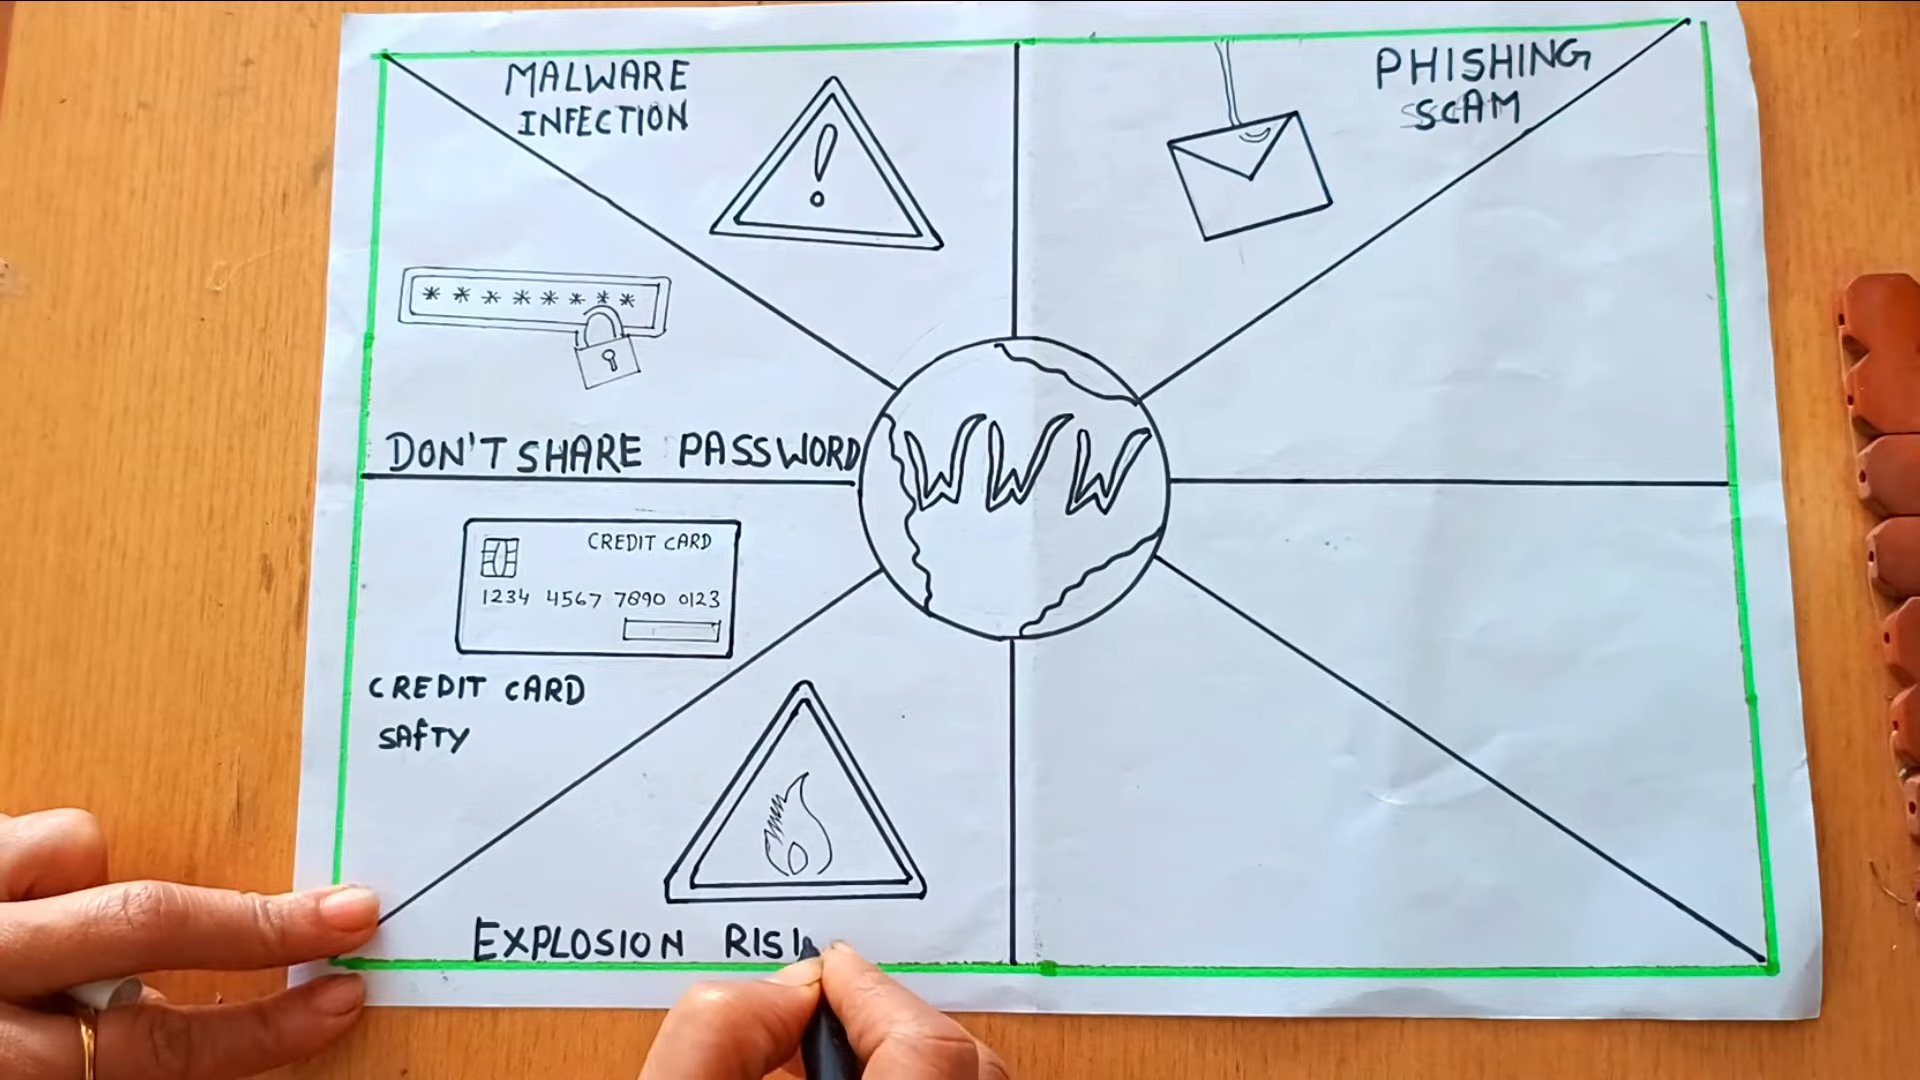 MALWARE
INFECTION
PHISHING
SCAM
* * * * * * * *
DON'T SHARE PASSWORD
WWW
CREDIT CARD
1234 4567 7890 0123
CREDIT CARD
SAfTY
EXPLOSION